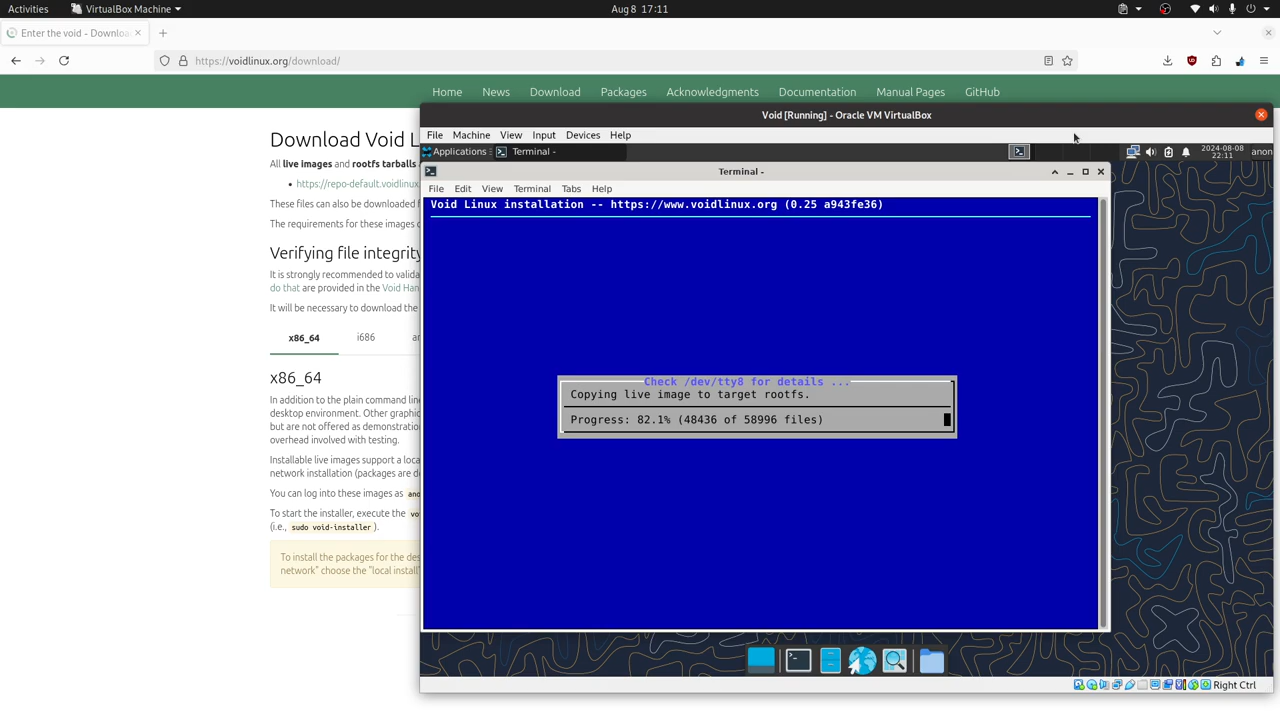 Activities
VirtualBox Machine
Aug 8 17:11
Enter the void - Downloa
https://voidlinux.org/download/
Home
News
Download
Packages
Acknowledgments
Documentation
Manual Pages
GitHub
Download Void L
All live images and rootfs tarballs
https://repo-default.voidlinux.
These files can also be downloaded f
The requirements for these images c
Verifying file integrity
It is strongly recommended to valida
do that are provided in the Void Han
It will be necessary to download the
x86_64
i686
ar
x86_64
In addition to the plain command lin
desktop environment. Other graphic
but are not offered as demonstration
overhead involved with testing.
Installable live images support a loca
network installation (packages are do
You can log into these images as ano
To start the installer, execute the vo
(i.e., sudo void-installer ).
To install the packages for the des
network" choose the "local install"
Void [Running] - Oracle VM VirtualBox
File
Machine
View
Input
Devices
Help
Applications
Terminal -
2024-08-08
22:11
anon
Terminal -
File
Edit
View
Terminal
Tabs
Help
Void Linux installation -- https://www.voidlinux.org (0.25 a943fe36)
Check /dev/tty8 for details ...
Copying live image to target rootfs.
Progress: 82.1% (48436 of 58996 files)
Right Ctrl